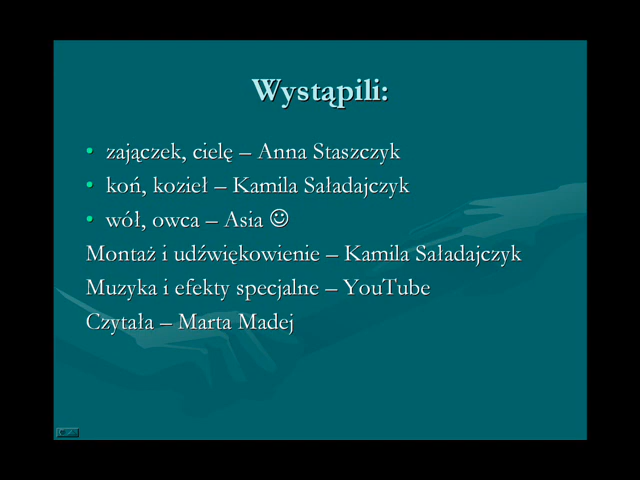 Wystąpili:
• zajączek, cielę – Anna Staszczyk
• koń, kozieł – Kamila Saładajczyk
• wół, owca – Asia ☺
Montaż i udźwiękowienie – Kamila Saładajczyk
Muzyka i efekty specjalne – YouTube
Czytała – Marta Madej